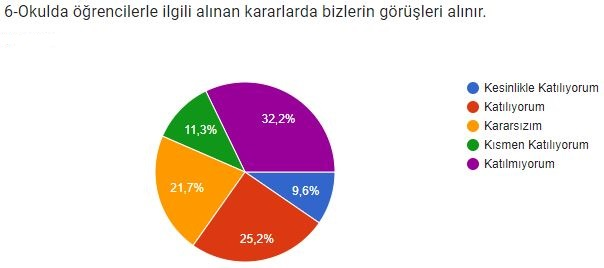 6-Okulda öğrencilerle ilgili alınan kararlarda bizlerin görüşleri alınır.
Kesinlikle Katılıyorum
Katılıyorum
Kararsızım
Kısmen Katılıyorum
Katılmıyorum
32,2%
11,3%
21,7%
9,6%
25,2%